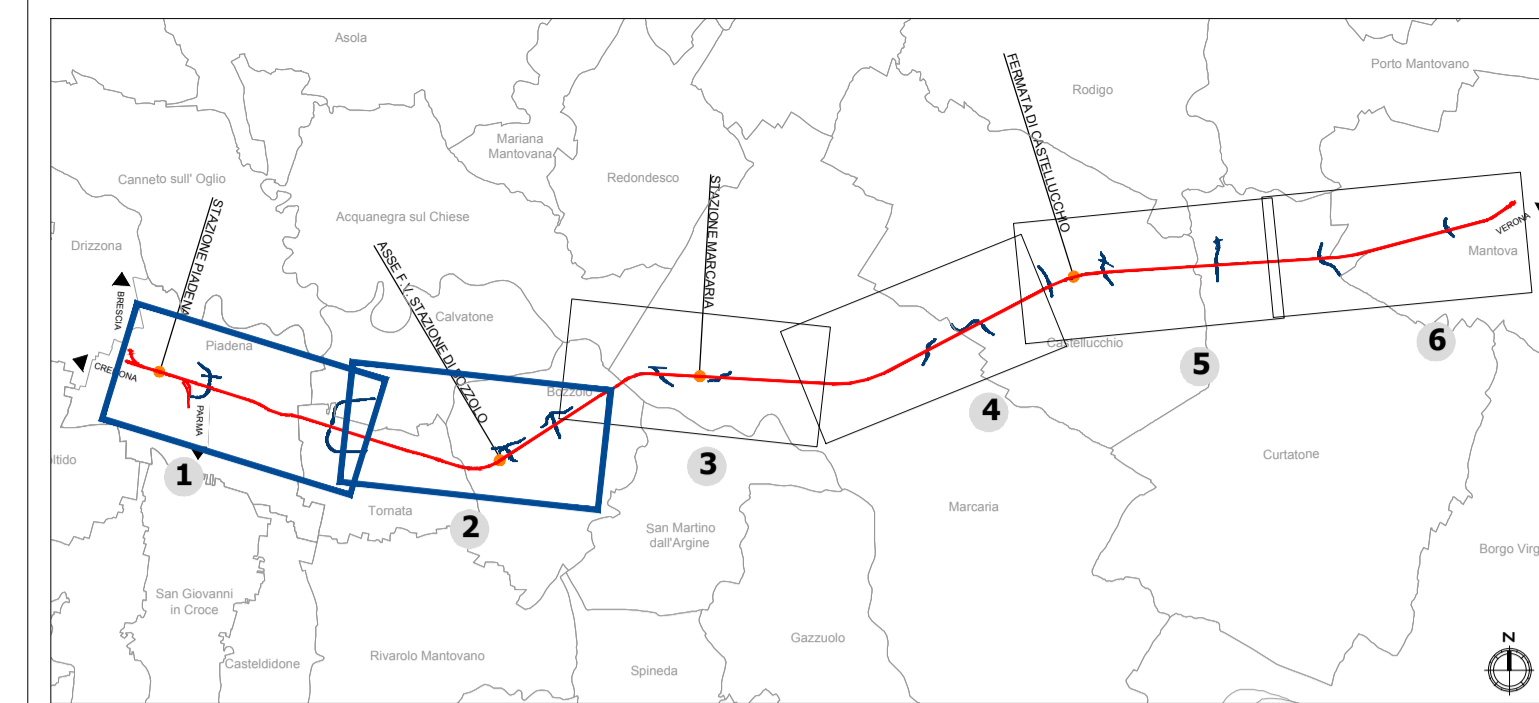 Asola
Porto Mantovano
Rodigo
FERMATA DI CASTELLUCCHIO
Mariana
Mantovana
Canneto sull' Oglio
Redondesco
STAZIONE MARCARIA
Acquanegra sul Chiese
STAZIONE PIADENA
Drizzona
ASSE F.V. STAZIONE DI BOZZOLO
VERONA
Mantova
BRESCIA
Calvatone
Piadena
CREMONA
Castellucchio
6
5
Bozzolo
4
PARMA
Curtatone
3
1
Tornata
Marcaria
2
San Martino
dall'Argine
Borgo Virg
San Giovanni
in Croce
Gazzuolo
Casteldidone
Rivarolo Mantovano
Spineda
N